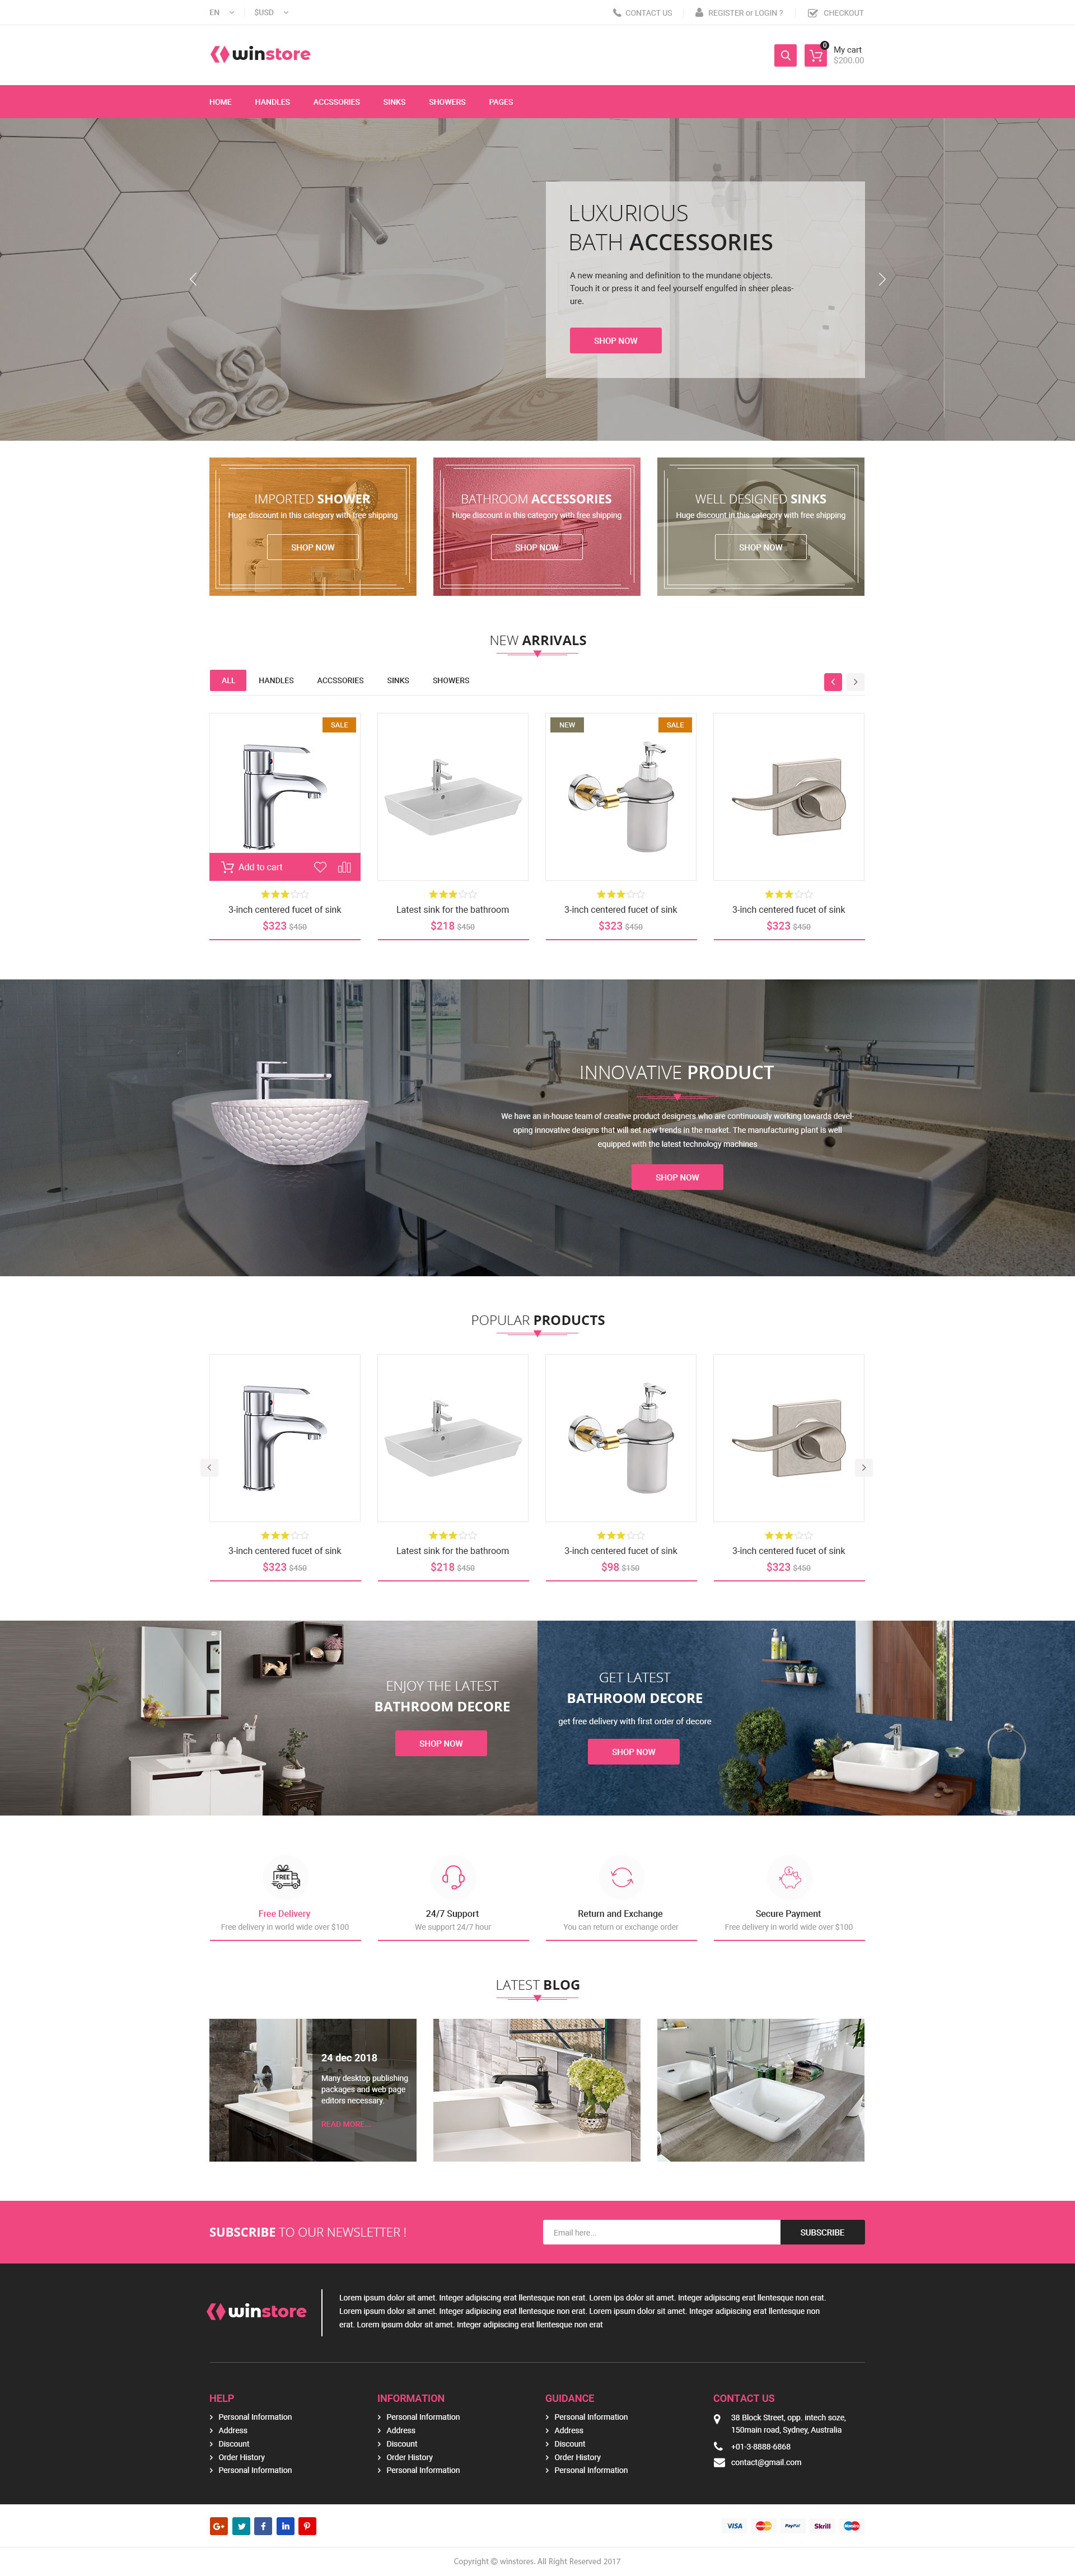 EN
$USD
CONTACT US
REGISTER or LOGIN ?
CHECKOUT
winstore
0
My cart
$200.00
HOME
HANDLES
ACCSSORIES
SINKS
SHOWERS
PAGES
LUXURIOUS
BATH ACCESSORIES
A new meaning and definition to the mundane objects.
Touch it or press it and feel yourself engulfed in sheer pleas-
ure.
SHOP NOW
IMPORTED SHOWER
Huge discount in this category with free shipping
SHOP NOW
BATHROOM ACCESSORIES
Huge discount in this category with free shipping
SHOP NOW
WELL DESIGNED SINKS
Huge discount in this category with free shipping
SHOP NOW
NEW ARRIVALS
ALL
HANDLES
ACCSSORIES
SINKS
SHOWERS
SALE
Add to cart
3-inch centered fucet of sink
$323 $450
Latest sink for the bathroom
$218 $450
NEW
SALE
3-inch centered fucet of sink
$323 $450
3-inch centered fucet of sink
$323 $450
INNOVATIVE PRODUCT
We have an in-house team of creative product designers who are continuously working towards devel-
oping innovative designs that will set new trends in the market. The manufacturing plant is well
equipped with the latest technology machines
SHOP NOW
POPULAR PRODUCTS
3-inch centered fucet of sink
$323 $450
Latest sink for the bathroom
$218 $450
3-inch centered fucet of sink
$98 $150
3-inch centered fucet of sink
$323 $450
ENJOY THE LATEST
BATHROOM DECORE
SHOP NOW
GET LATEST
BATHROOM DECORE
get free delivery with first order of decore
SHOP NOW
FREE
Free Delivery
Free delivery in world wide over $100
24/7 Support
We support 24/7 hour
Return and Exchange
You can return or exchange order
$
Secure Payment
Free delivery in world wide over $100
LATEST BLOG
24 dec 2018
Many desktop publishing
packages and web page
editors necessary.
READ MORE...
SUBSCRIBE TO OUR NEWSLETTER !
Email here...
SUBSCRIBE
winstore
Lorem ipsum dolor sit amet. Integer adipiscing erat llentesque non erat. Lorem ips dolor sit amet. Integer adipiscing erat llentesque non erat.
Lorem ipsum dolor sit amet. Integer adipiscing erat llentesque non erat. Lorem ipsum dolor sit amet. Integer adipiscing erat llentesque non
erat. Lorem ipsum dolor sit amet. Integer adipiscing erat llentesque non erat
HELP
Personal Information
Address
Discount
Order History
Personal Information
INFORMATION
Personal Information
Address
Discount
Order History
Personal Information
GUIDANCE
Personal Information
Address
Discount
Order History
Personal Information
CONTACT US
38 Block Street, opp. intech soze,
150main road, Sydney, Australia
+01-3-8888-6868
contact@gmail.com
G+
f
in
VISA
MasterCard
PayPal
Skrill
Maestro
Copyright © winstores. All Right Reserved 2017